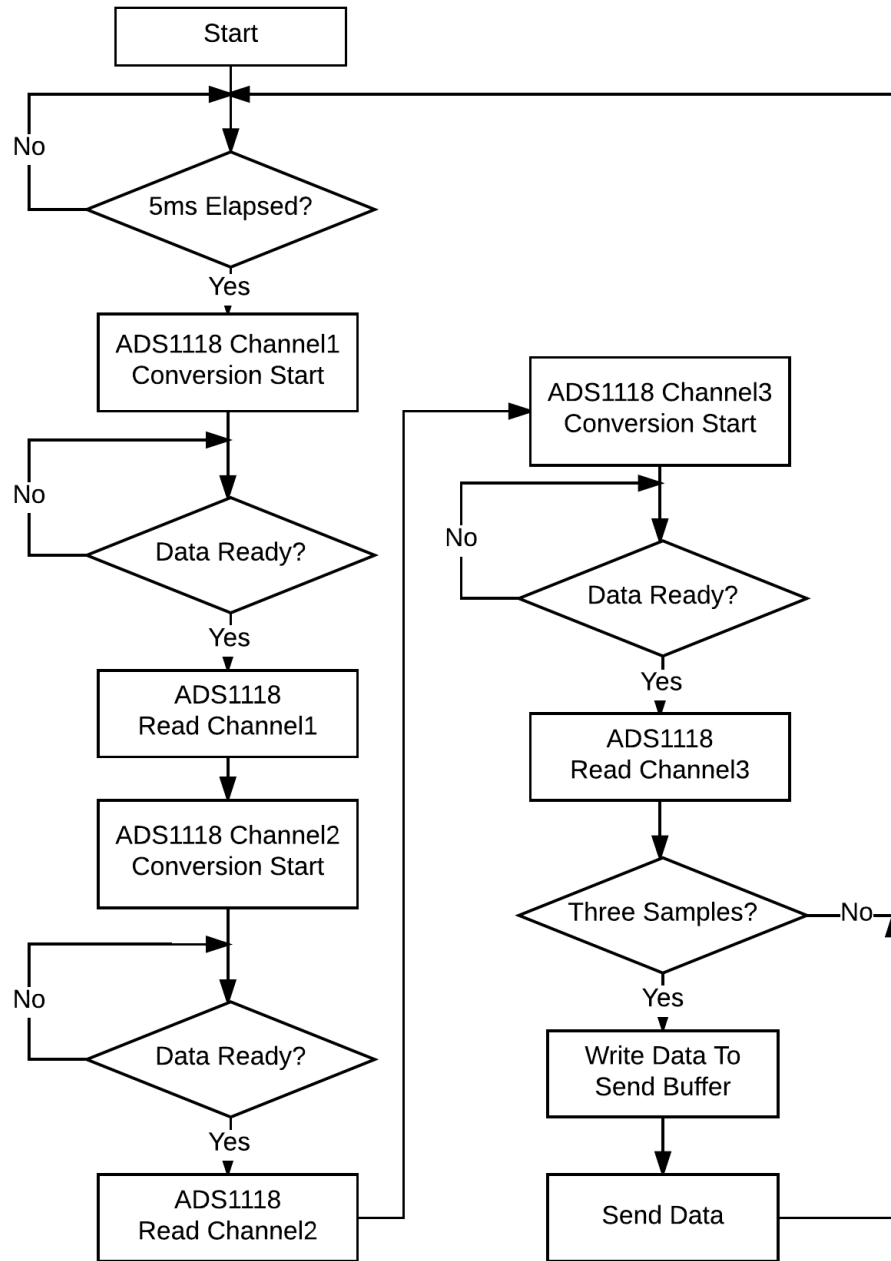 Start
No
5ms Elapsed?
Yes
ADS1118 Channel1
Conversion Start
No
Data Ready?
Yes
ADS1118
Read Channel1
ADS1118 Channel2
Conversion Start
No
Data Ready?
Yes
ADS1118
Read Channel2
ADS1118 Channel3
Conversion Start
No
Data Ready?
Yes
ADS1118
Read Channel3
Three Samples?
No
Yes
Write Data To
Send Buffer
Send Data